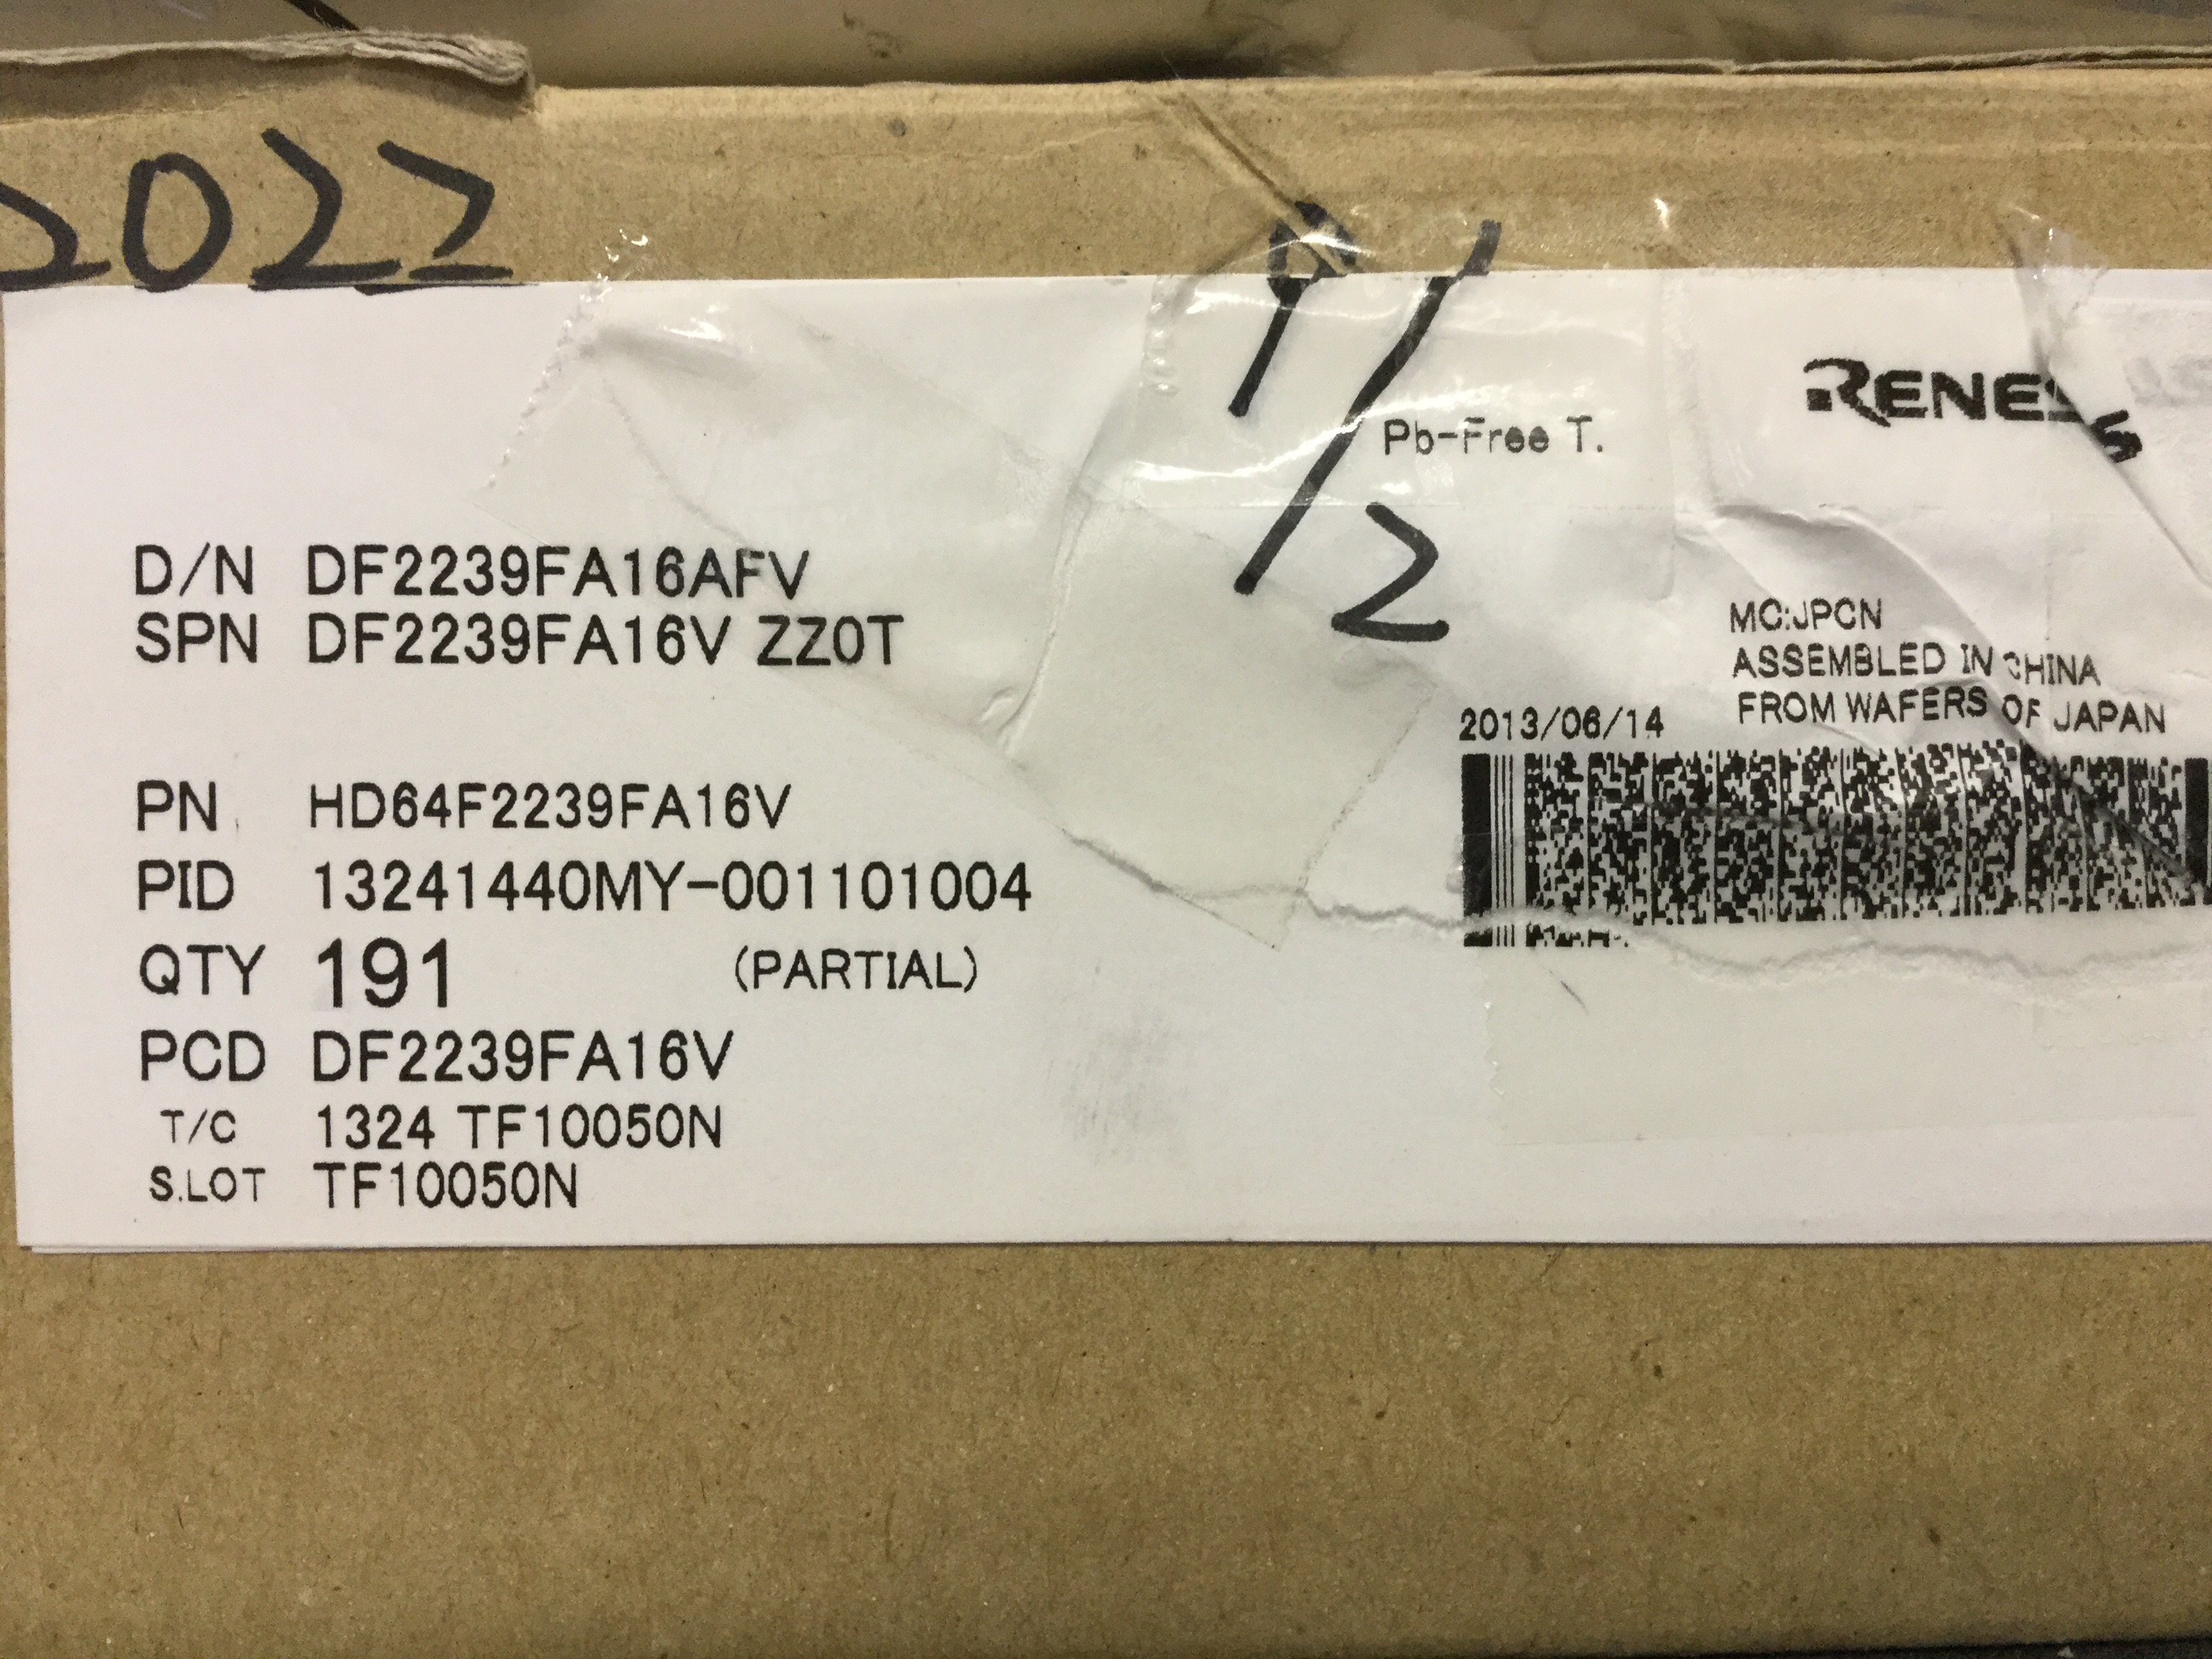 2022
1/2
Pb-Free T.
D/N DF2239FA16AFV
SPN DF2239FA16V ZZ0T
MC:JPCN
ASSEMBLED IN CHINA
FROM WAFERS OF JAPAN
2013/06/14
PN HD64F2239FA16V
PID 13241440MY-001101004
QTY 191 (PARTIAL)
PCD DF2239FA16V
T/C 1324 TF10050N
S.LOT TF10050N